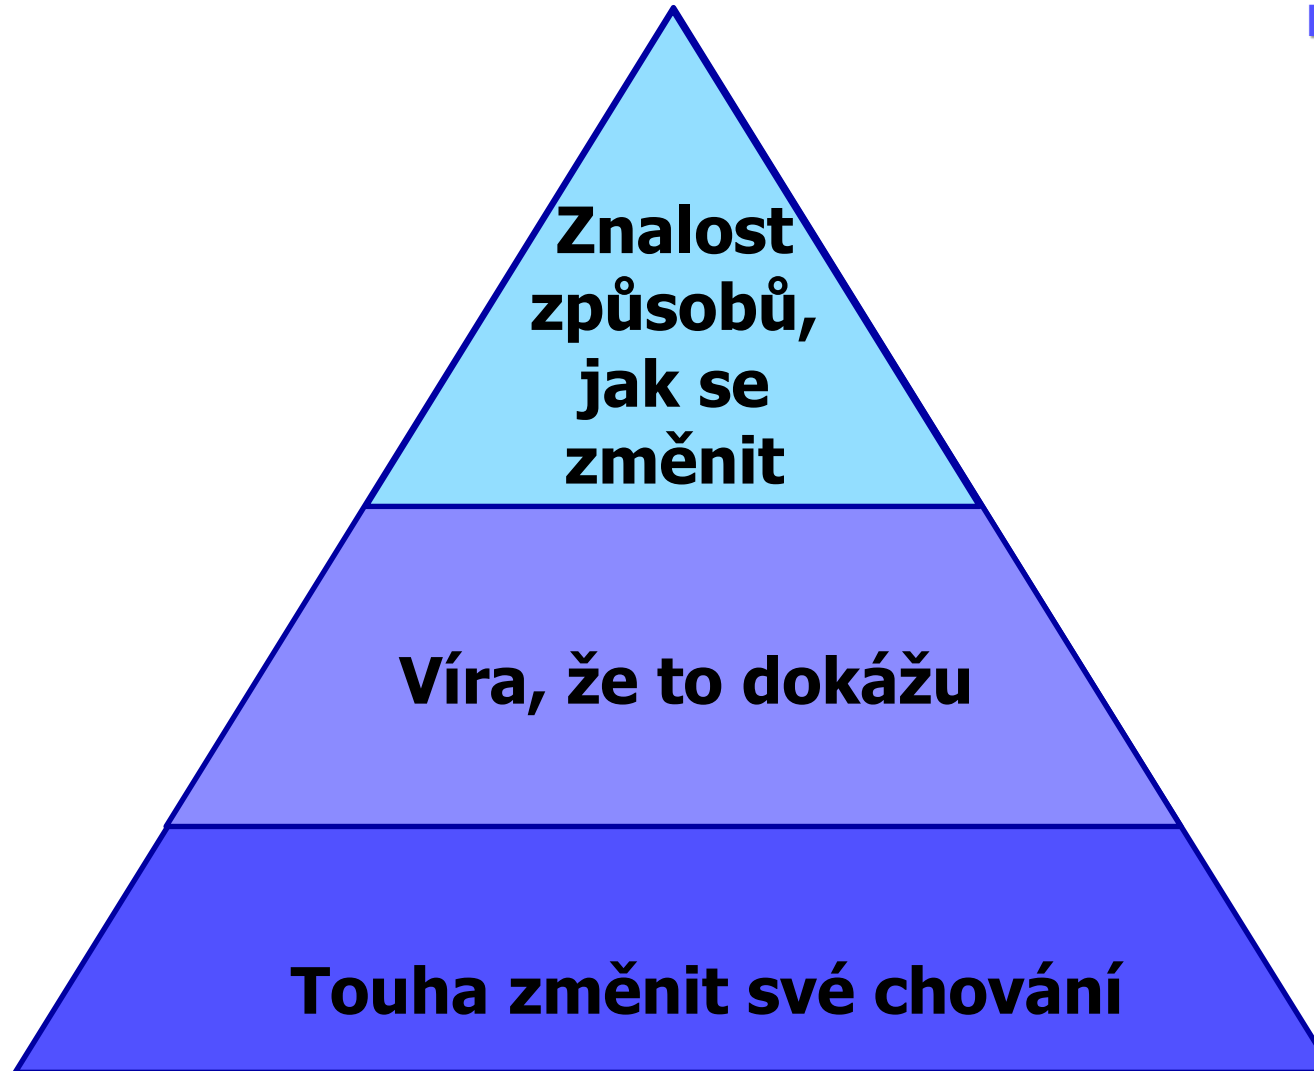 Znalost
způsobů,
jak se
změnit
Víra, že to dokážu
Touha změnit své chování